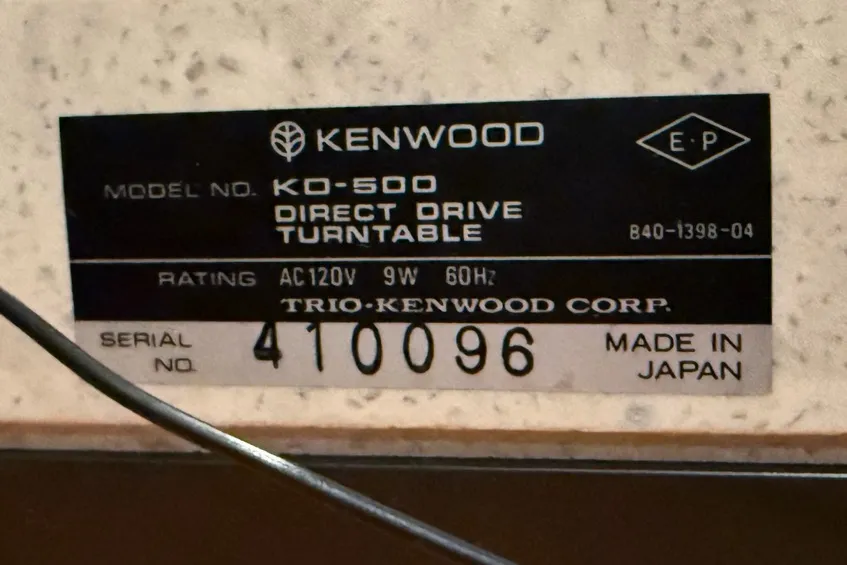 KENWOOD
E·P
MODEL NO. KD-500
DIRECT DRIVE
TURNTABLE
B40-1398-04
RATING AC120V 9W 60Hz
TRIO·KENWOOD CORP.
SERIAL NO. 410096
MADE IN
JAPAN